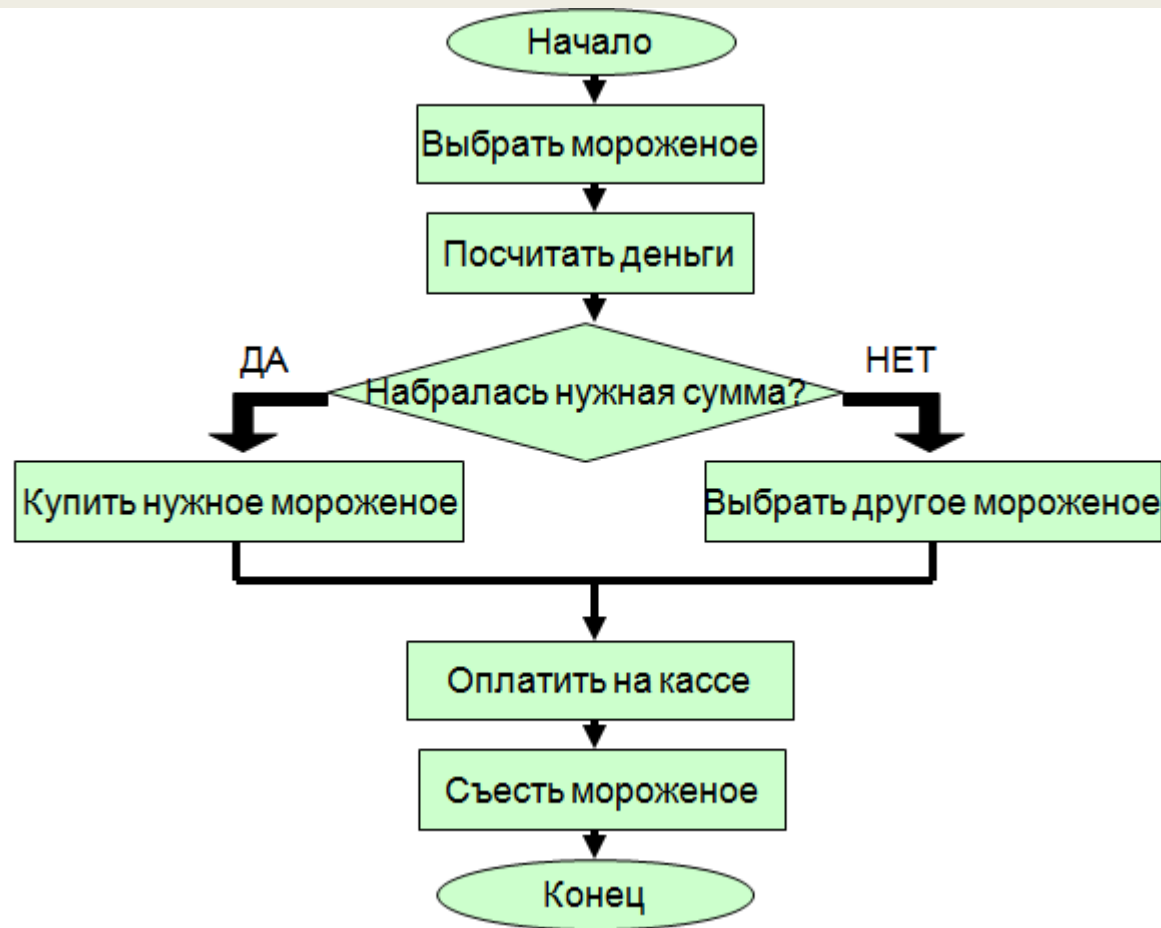 Начало
Выбрать мороженое
Посчитать деньги
ДА
НЕТ
Набралась нужная сумма?
Купить нужное мороженое
Выбрать другое мороженое
Оплатить на кассе
Съесть мороженое
Конец